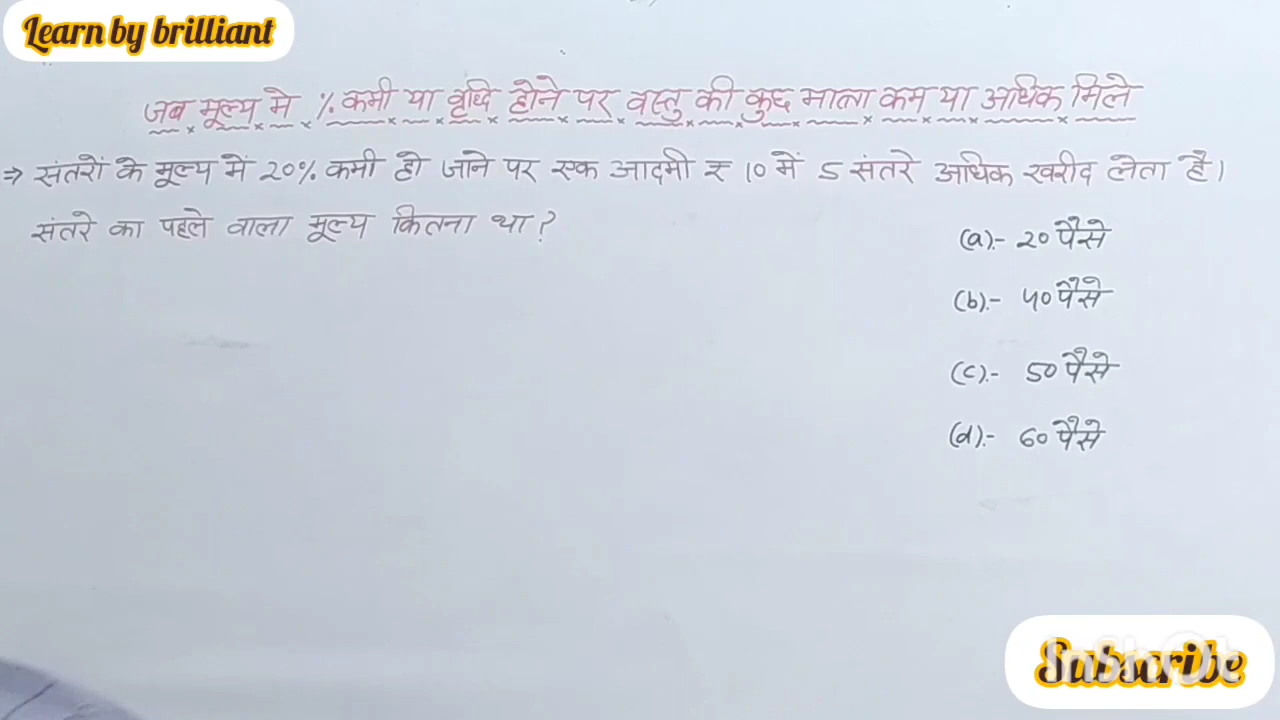 Learn by brilliant
जब मूल्य मे % कमी या वृद्धि होने पर वस्तु की कुछ मात्रा कम या अधिक मिले
⇒ संतरों के मूल्य में 20% कमी हो जाने पर एक आदमी ₹ 10 में 5 संतरे अधिक खरीद लेता है।
संतरे का पहले वाला मूल्य कितना था?
(a).- 20 पैसे
(b).- 40 पैसे
(c).- 50 पैसे
(d).- 60 पैसे
Subscribe